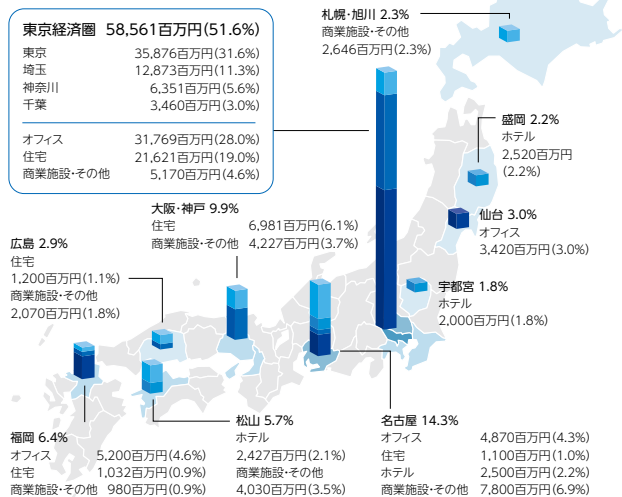 東京経済圏 58,561百万円(51.6%)
東京 35,876百万円(31.6%)
埼玉 12,873百万円(11.3%)
神奈川 6,351百万円(5.6%)
千葉 3,460百万円(3.0%)
オフィス 31,769百万円(28.0%)
住宅 21,621百万円(19.0%)
商業施設・その他 5,170百万円(4.6%)
札幌・旭川 2.3%
商業施設・その他
2,646百万円(2.3%)
盛岡 2.2%
ホテル
2,520百万円
(2.2%)
仙台 3.0%
オフィス
3,420百万円(3.0%)
宇都宮 1.8%
ホテル
2,000百万円(1.8%)
大阪・神戸 9.9%
住宅 6,981百万円(6.1%)
商業施設・その他 4,227百万円(3.7%)
広島 2.9%
住宅
1,200百万円(1.1%)
商業施設・その他
2,070百万円(1.8%)
福岡 6.4%
オフィス 5,200百万円(4.6%)
住宅 1,032百万円(0.9%)
商業施設・その他 980百万円(0.9%)
松山 5.7%
ホテル
2,427百万円(2.1%)
商業施設・その他
4,030百万円(3.5%)
名古屋 14.3%
オフィス 4,870百万円(4.3%)
住宅 1,100百万円(1.0%)
ホテル 2,500百万円(2.2%)
商業施設・その他 7,800百万円(6.9%)